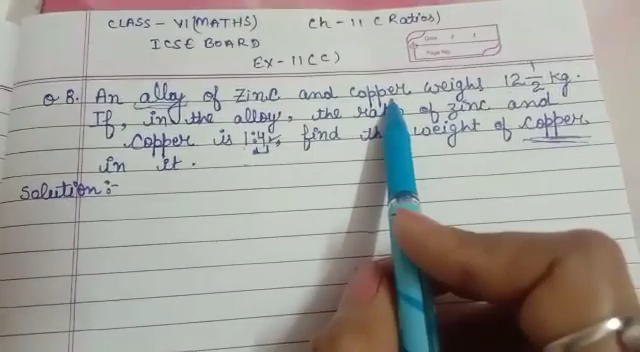 CLASS - VI (MATHS) Ch - 11 ( Ratios)
ICSE BOARD
Ex - 11 (C)
Q 8. An alloy of zinc and copper weighs 12 1/2 kg.
If, in the alloy, the ratio of zinc and
copper is 1:4, find the weight of copper
in it.
Solution :-